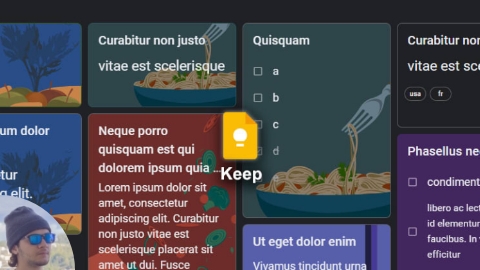 um dolor
tur
g elit.
Curabitur non justo
vitae est scelerisque
Neque porro
quisquam est qui
dolorem ipsum quia ...
Lorem ipsum dolor sit
amet, consectetur
adipiscing elit. Curabitur
non justo vitae est
scelerisque placerat sit
amet ut dui. Fusce
Keep
Quisquam
a
b
c
d
Ut eget dolor enim
Vivamus tincidunt urna
Curabitur non
vitae est sce
usa
fr
Phasellus ne
condiment
libero ac lect
id elementur
faucibus. In v
efficitur